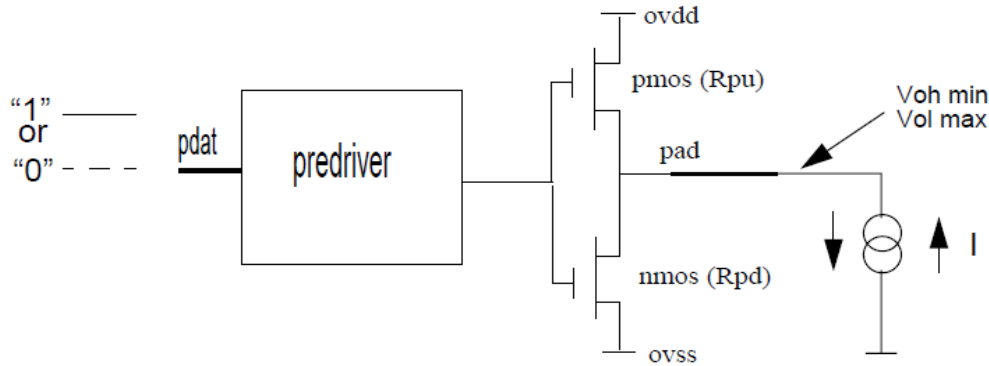 ovdd
pmos (Rpu)
Voh min
Vol max
“1”
or
“0”
pdat
predriver
pad
I
nmos (Rpd)
ovss